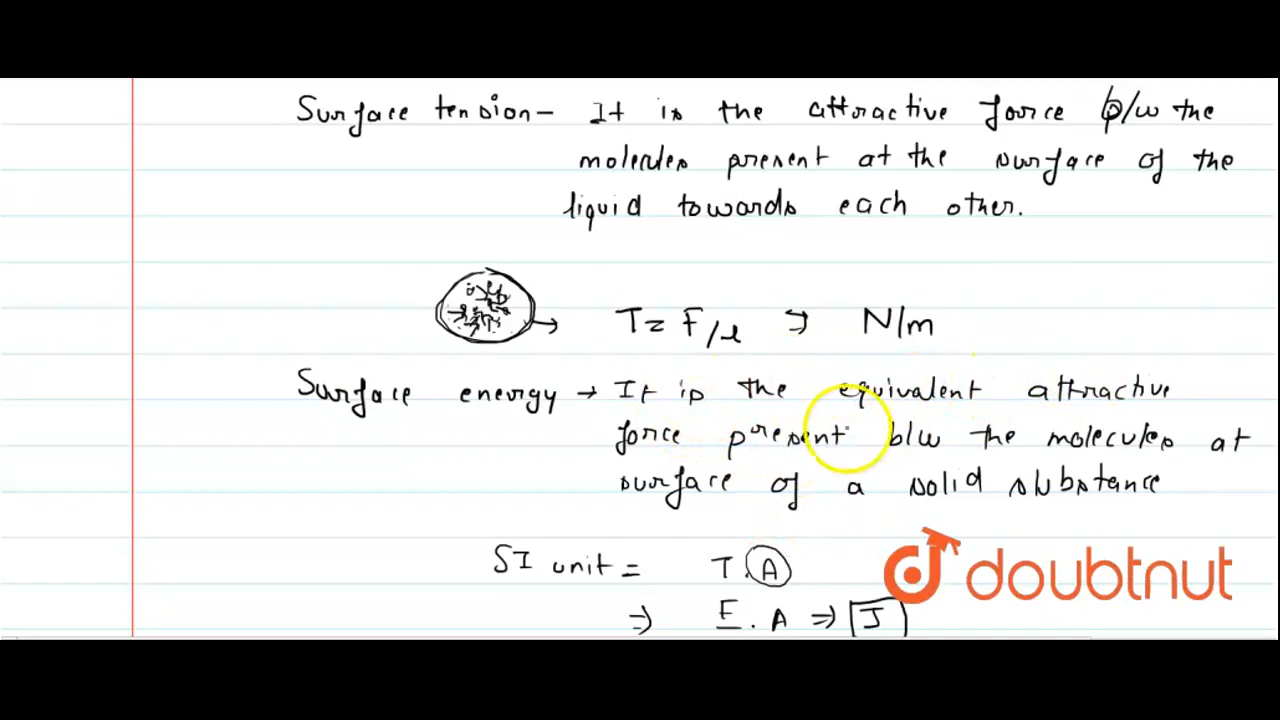 Surface tension – It is the attractive force b/w the
molecules present at the surface of the
liquid towards each other.
T = F/l → N/m
Surface energy → It is the equivalent attractive
force present b/w the molecules at
surface of a solid substance
SI unit = T.A
doubtnut
⇒ F . A ⇒ J